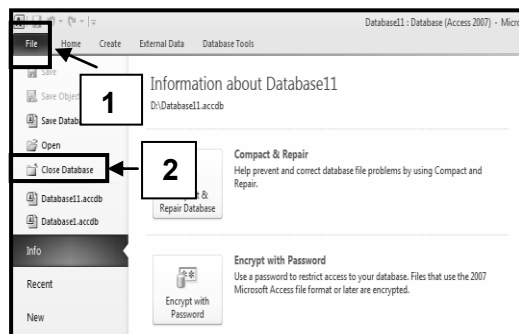 Database11 : Database (Access 2007) - Micro
File Home Create External Data Database Tools
Save
Save Objec
Save Datab
Open
Close Database
Database11.accdb
Database1.accdb
Info
Recent
New
1
2
Information about Database11
D:\Database11.accdb
Compact & Repair
Help prevent and correct database file problems by using Compact and
Repair.
t &
Repair Database
Encrypt with Password
Use a password to restrict access to your database. Files that use the 2007
Microsoft Access file format or later are encrypted.
Encrypt with
Password